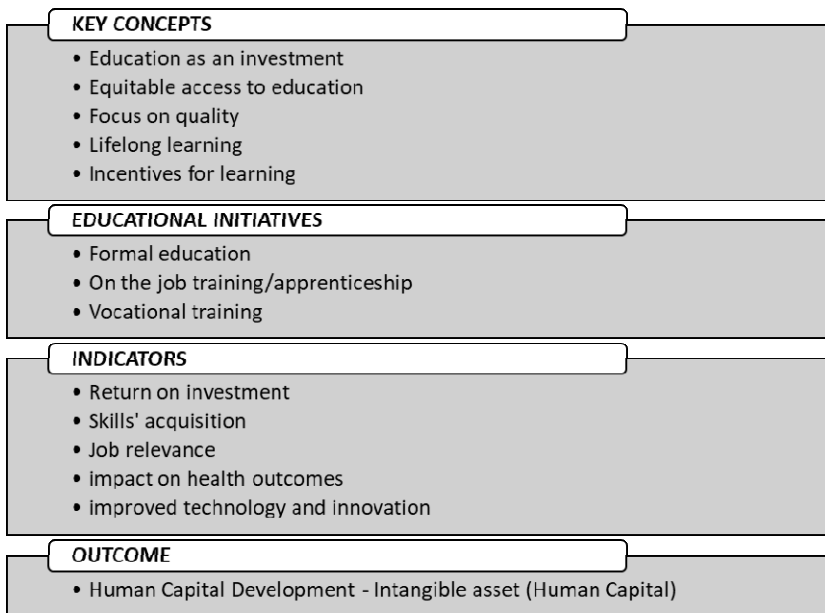 KEY CONCEPTS
• Education as an investment
• Equitable access to education
• Focus on quality
• Lifelong learning
• Incentives for learning
EDUCATIONAL INITIATIVES
• Formal education
• On the job training/apprenticeship
• Vocational training
INDICATORS
• Return on investment
• Skills' acquisition
• Job relevance
• impact on health outcomes
• improved technology and innovation
OUTCOME
• Human Capital Development - Intangible asset (Human Capital)